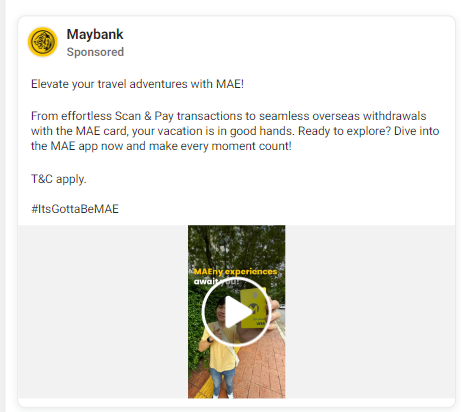 Maybank
Sponsored
Elevate your travel adventures with MAE!
From effortless Scan & Pay transactions to seamless overseas withdrawals
with the MAE card, your vacation is in good hands. Ready to explore? Dive into
the MAE app now and make every moment count!
T&C apply.
#ItsGottaBeMAE
MAEny experiences
await you!